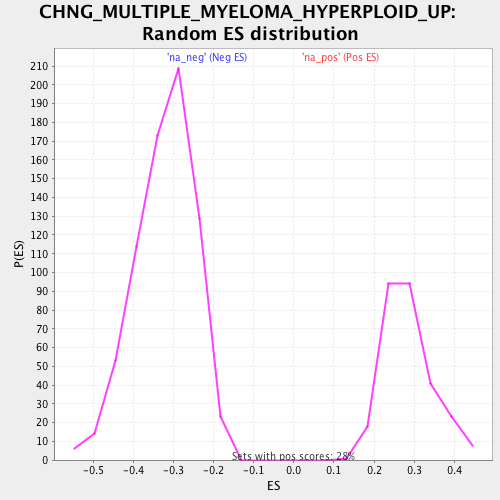 CHNG_MULTIPLE_MYELOMA_HYPERPLOID_UP:
Random ES distribution
'na_neg' (Neg ES)
'na_pos' (Pos ES)
210
200
190
180
170
160
150
140
130
120
110
100
90
80
70
60
50
40
30
20
10
0
P(ES)
Sets with pos scores: 28%
-0.5 -0.4 -0.3 -0.2 -0.1 0.0 0.1 0.2 0.3 0.4
ES